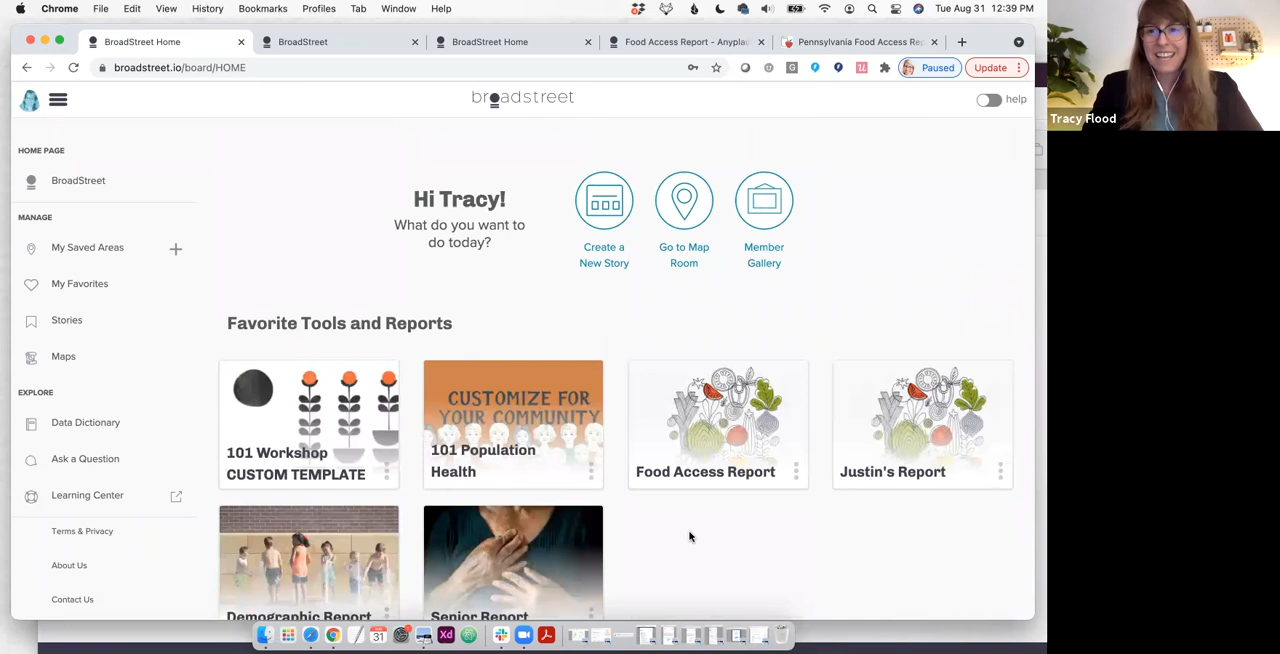 Chrome File Edit View History Bookmarks Profiles Tab Window Help Tue Aug 31 12:39 PM
BroadStreet Home BroadStreet BroadStreet Home Food Access Report - Anypla Pennsylvania Food Access Re
broadstreet.io/board/HOME Paused Update
broadstreet help
Tracy Flood
HOME PAGE
BroadStreet
MANAGE
My Saved Areas
My Favorites
Stories
Maps
EXPLORE
Data Dictionary
Ask a Question
Learning Center
Terms & Privacy
About Us
Contact Us
Hi Tracy!
What do you want to
do today?
Create a
New Story
Go to Map
Room
Member
Gallery
Favorite Tools and Reports
101 Workshop
CUSTOM TEMPLATE
CUSTOMIZE FOR
YOUR COMMUNITY
101 Population
Health
Food Access Report
Justin's Report
Demographic Report
Senior Report
Xd